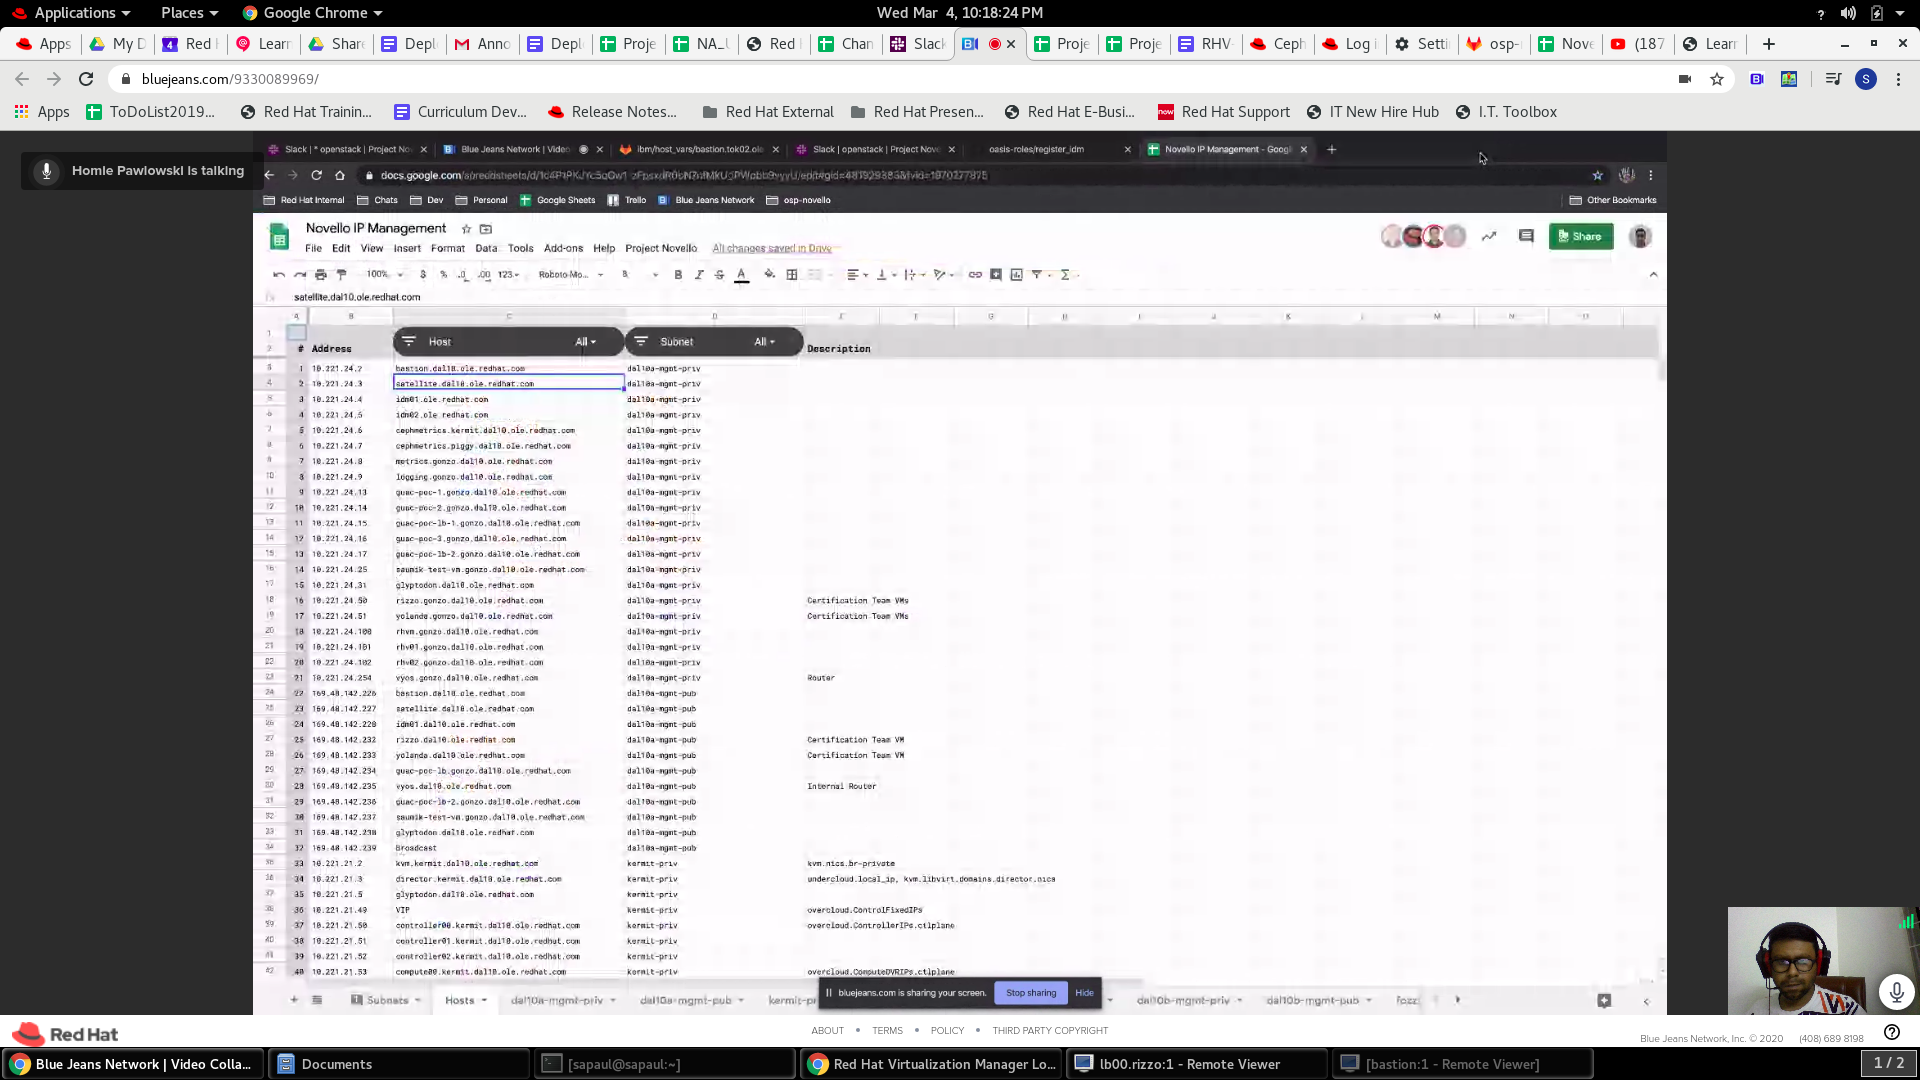 Applications Places Google Chrome Wed Mar 4, 10:18:24 PM
Apps My D Red H Learn Share Deplo Anno Deplo Proje NA_U Red H Chan Slack Proje Proje RHV- Ceph Log in Setti osp- Nove (187 Learn
bluejeans.com/9330089969/
Apps ToDoList2019... Red Hat Trainin... Curriculum Dev... Release Notes... Red Hat External Red Hat Presen... Red Hat E-Busi... Red Hat Support IT New Hire Hub I.T. Toolbox
Homie Pawlowski is talking
Slack | * openstack | Project No Blue Jeans Network | Video ibm/host_vars/bastion.tok02.ole Slack | openstack | Project Nove oasis-roles/register_idm Novello IP Management - Googl
Red Hat Internal Chats Dev Personal Google Sheets Trello Blue Jeans Network osp-novello Other Bookmarks
Novello IP Management
File Edit View Insert Format Data Tools Add-ons Help Project Novello All changes saved in Drive
Share
100% $ % .0 .00 123 Roboto Mo... 8 B I S A
satellite.dal10.ole.redhat.com
# Address Host All Subnet All Description
1 10.221.24.2 bastion.dal10.ole.redhat.com dal10a-mgmt-priv
2 10.221.24.3 satellite.dal10.ole.redhat.com dal10a-mgmt-priv
3 10.221.24.4 idm01.ole.redhat.com dal10a-mgmt-priv
4 10.221.24.5 idm02.ole.redhat.com dal10a-mgmt-priv
5 10.221.24.6 cephmetrics.kermit.dal10.ole.redhat.com dal10a-mgmt-priv
6 10.221.24.7 cephmetrics.piggy.dal10.ole.redhat.com dal10a-mgmt-priv
7 10.221.24.8 metrics.gonzo.dal10.ole.redhat.com dal10a-mgmt-priv
8 10.221.24.9 logging.gonzo.dal10.ole.redhat.com dal10a-mgmt-priv
9 10.221.24.13 guac-poc-1.gonzo.dal10.ole.redhat.com dal10a-mgmt-priv
10 10.221.24.14 guac-poc-2.gonzo.dal10.ole.redhat.com dal10a-mgmt-priv
11 10.221.24.15 guac-poc-lb-1.gonzo.dal10.ole.redhat.com dal10a-mgmt-priv
12 10.221.24.16 guac-poc-3.gonzo.dal10.ole.redhat.com dal10a-mgmt-priv
13 10.221.24.17 guac-poc-lb-2.gonzo.dal10.ole.redhat.com dal10a-mgmt-priv
14 10.221.24.25 saumik-test-vm.gonzo.dal10.ole.redhat.com dal10a-mgmt-priv
15 10.221.24.31 glyptodon.dal10.ole.redhat.com dal10a-mgmt-priv
16 10.221.24.50 rizzo.gonzo.dal10.ole.redhat.com dal10a-mgmt-priv Certification Team VMs
17 10.221.24.51 yolanda.gonzo.dal10.ole.redhat.com dal10a-mgmt-priv Certification Team VMs
18 10.221.24.100 rhvm.gonzo.dal10.ole.redhat.com dal10a-mgmt-priv
19 10.221.24.101 rhv01.gonzo.dal10.ole.redhat.com dal10a-mgmt-priv
20 10.221.24.102 rhv02.gonzo.dal10.ole.redhat.com dal10a-mgmt-priv
21 10.221.24.254 vyos.gonzo.dal10.ole.redhat.com dal10a-mgmt-priv Router
22 169.48.142.226 bastion.dal10.ole.redhat.com dal10a-mgmt-pub
23 169.48.142.227 satellite.dal10.ole.redhat.com dal10a-mgmt-pub
24 169.48.142.228 idm01.dal10.ole.redhat.com dal10a-mgmt-pub
25 169.48.142.232 rizzo.dal10.ole.redhat.com dal10a-mgmt-pub Certification Team VM
26 169.48.142.233 yolanda.dal10.ole.redhat.com dal10a-mgmt-pub Certification Team VM
27 169.48.142.234 guac-poc-lb.gonzo.dal10.ole.redhat.com dal10a-mgmt-pub
28 169.48.142.235 vyos.dal10.ole.redhat.com dal10a-mgmt-pub Internal Router
29 169.48.142.236 guac-poc-lb-2.gonzo.dal10.ole.redhat.com dal10a-mgmt-pub
30 169.48.142.237 saumik-test-vm.gonzo.dal10.ole.redhat.com dal10a-mgmt-pub
31 169.48.142.238 glyptodon.dal10.ole.redhat.com dal10a-mgmt-pub
32 169.48.142.239 Broadcast dal10a-mgmt-pub
33 10.221.21.2 kvm.kermit.dal10.ole.redhat.com kermit-priv kvm.nics.br-private
34 10.221.21.3 director.kermit.dal10.ole.redhat.com kermit-priv undercloud.local_ip, kvm.libvirt.domains.director.nics
35 10.221.21.5 glyptodon.dal10.ole.redhat.com kermit-priv
36 10.221.21.49 VIP kermit-priv overcloud.ControlFixedIPs
37 10.221.21.50 controller00.kermit.dal10.ole.redhat.com kermit-priv overcloud.ControllerIPs.ctlplane
38 10.221.21.51 controller01.kermit.dal10.ole.redhat.com kermit-priv
39 10.221.21.52 controller02.kermit.dal10.ole.redhat.com kermit-priv
40 10.221.21.53 compute00.kermit.dal10.ole.redhat.com kermit-priv overcloud.ComputeDVRIPs.ctlplane
Subnets Hosts dal10a-mgmt-priv dal10a-mgmt-pub kermit-pr dal10b-mgmt-priv dal10b-mgmt-pub fozz
bluejeans.com is sharing your screen. Stop sharing Hide
Red Hat ABOUT • TERMS • POLICY • THIRD PARTY COPYRIGHT
Blue Jeans Network, Inc. © 2020 (408) 689 8198
Blue Jeans Network | Video Colla... Documents [sapaul@sapaul:~] Red Hat Virtualization Manager Lo... lb00.rizzo:1 - Remote Viewer [bastion:1 - Remote Viewer] 1 / 2